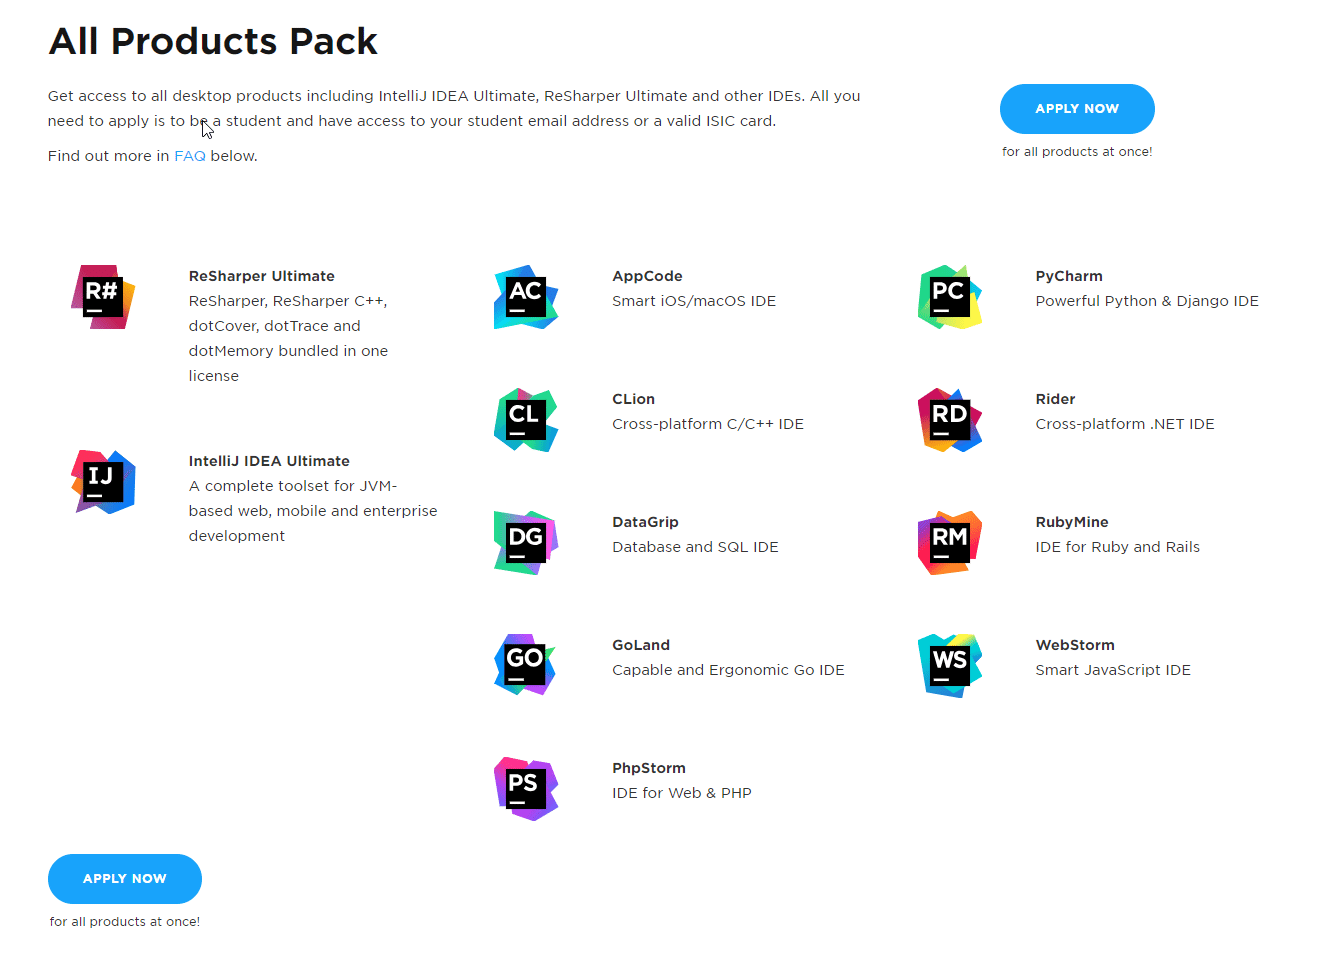 All Products Pack
Get access to all desktop products including IntelliJ IDEA Ultimate, ReSharper Ultimate and other IDEs. All you
need to apply is to be a student and have access to your student email address or a valid ISIC card.
Find out more in FAQ below.
APPLY NOW
for all products at once!
R#
ReSharper Ultimate
ReSharper, ReSharper C++,
dotCover, dotTrace and
dotMemory bundled in one
license
IJ
IntelliJ IDEA Ultimate
A complete toolset for JVM-
based web, mobile and enterprise
development
AC
AppCode
Smart iOS/macOS IDE
CL
CLion
Cross-platform C/C++ IDE
DG
DataGrip
Database and SQL IDE
GO
GoLand
Capable and Ergonomic Go IDE
PS
PhpStorm
IDE for Web & PHP
PC
PyCharm
Powerful Python & Django IDE
RD
Rider
Cross-platform .NET IDE
RM
RubyMine
IDE for Ruby and Rails
WS
WebStorm
Smart JavaScript IDE
APPLY NOW
for all products at once!